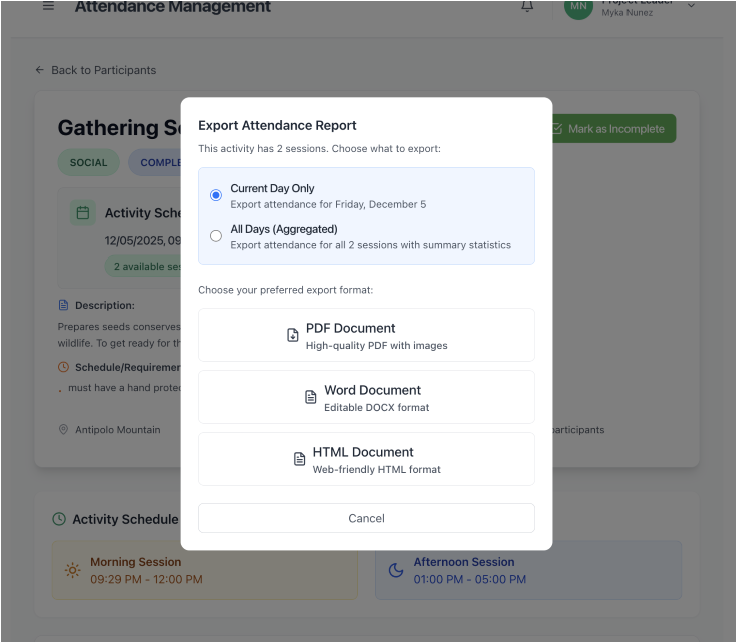 Attendance Management
MN
Project Leader
Myka Nunez
Back to Participants
Gathering Se
Mark as Incomplete
SOCIAL
COMPLE
Activity Sche
12/05/2025, 09
2 available ses
Description:
Prepares seeds conserves
wildlife. To get ready for th
Schedule/Requiremen
, must have a hand protec
Antipolo Mountain
participants
Export Attendance Report
This activity has 2 sessions. Choose what to export:
Current Day Only
Export attendance for Friday, December 5
All Days (Aggregated)
Export attendance for all 2 sessions with summary statistics
Choose your preferred export format:
PDF Document
High-quality PDF with images
Word Document
Editable DOCX format
HTML Document
Web-friendly HTML format
Cancel
Activity Schedule
Morning Session
09:29 PM - 12:00 PM
Afternoon Session
01:00 PM - 05:00 PM